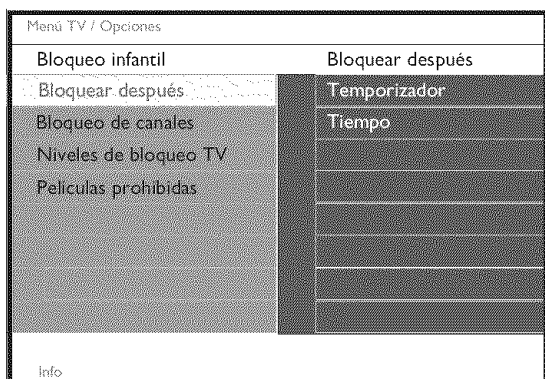 Menú TV / Opciones
Bloqueo infantil
Bloquear después
Bloqueo de canales
Niveles de bloqueo TV
Peliculas prohibidas
Bloquear después
Temporizador
Tiempo
Info